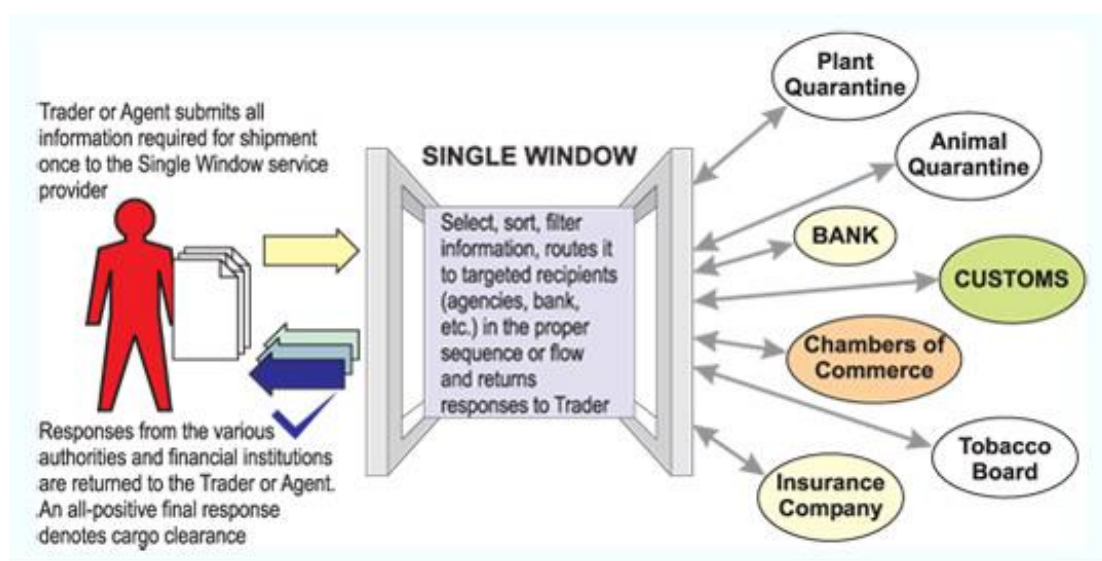 Trader or Agent submits all
information required for shipment
once to the Single Window service
provider
SINGLE WINDOW
Select, sort, filter
information, routes it
to targeted recipients
(agencies, bank,
etc.) in the proper
sequence or flow
and returns
responses to Trader
Responses from the various
authorities and financial institutions
are returned to the Trader or Agent.
An all-positive final response
denotes cargo clearance
Plant
Quarantine
Animal
Quarantine
BANK
CUSTOMS
Chambers of
Commerce
Tobacco
Board
Insurance
Company